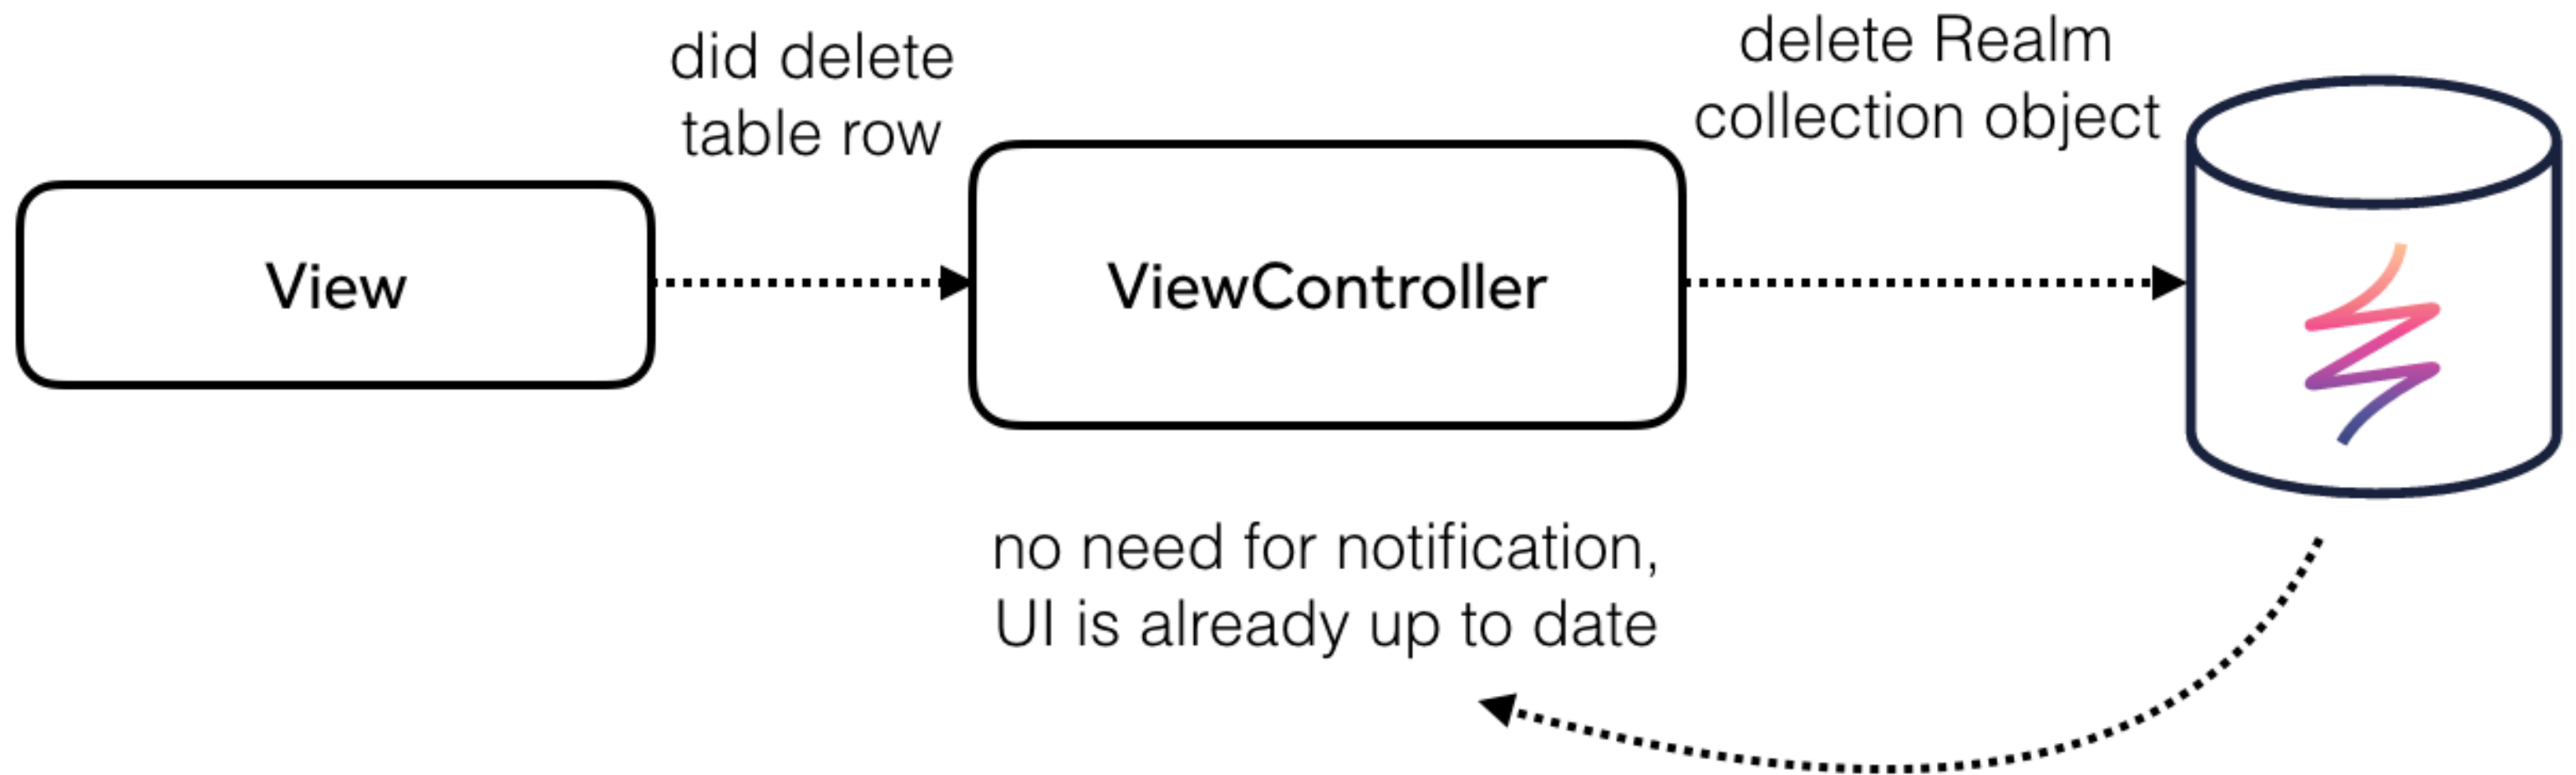 did delete
table row
delete Realm
collection object
View
ViewController
no need for notification,
UI is already up to date